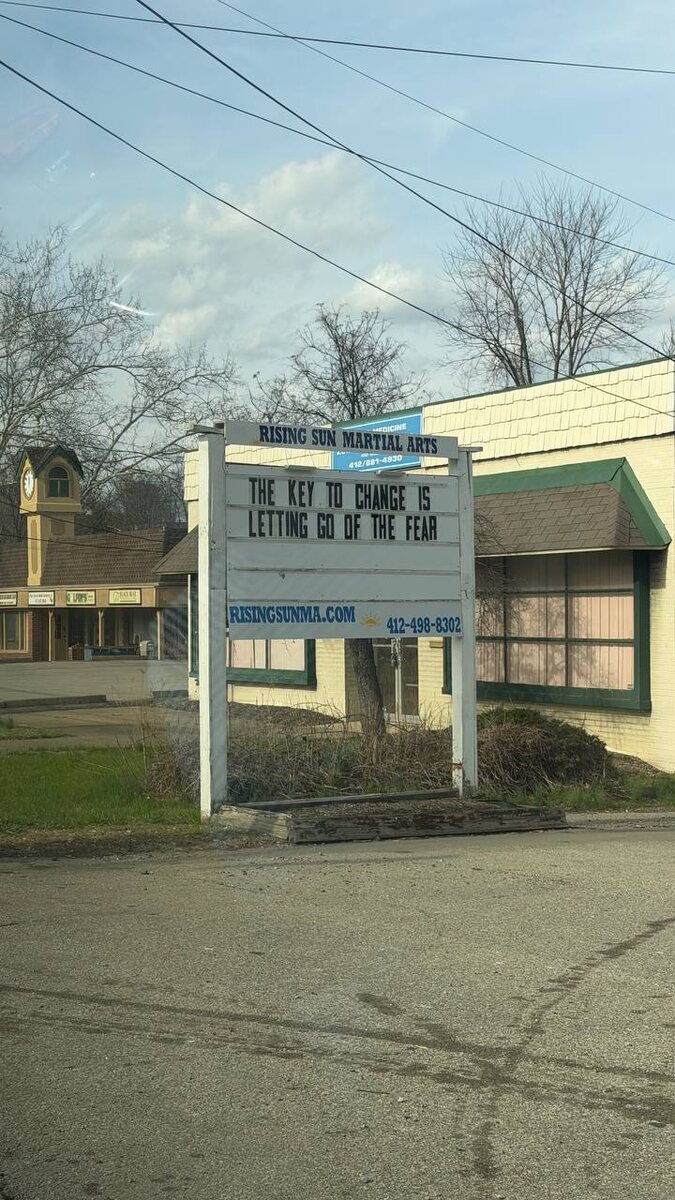 RISING SUN MARTIAL ARTS
MEDICINE
412/881-4930
THE KEY TO CHANGE IS
LETTING GO OF THE FEAR
RISINGSUNMA.COM
412-498-8302